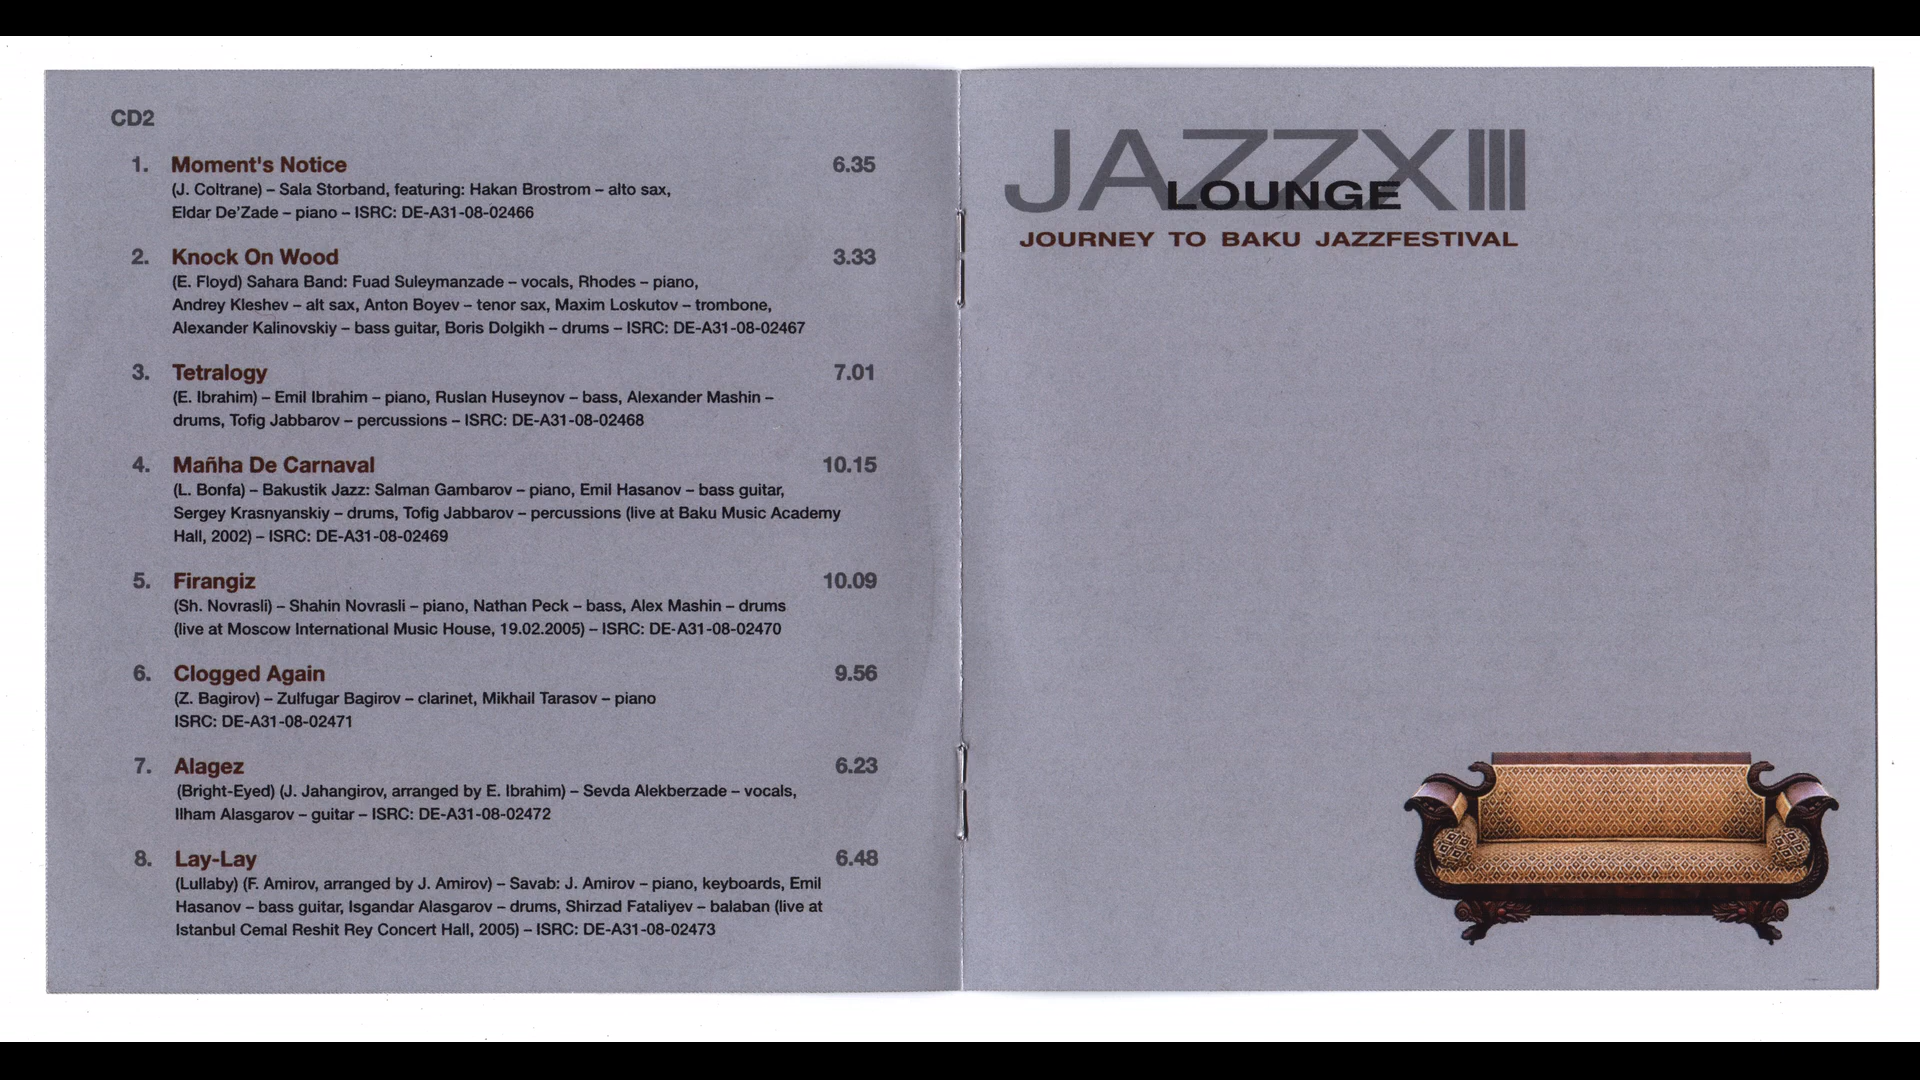 CD2
1. Moment's Notice 6.35
(J. Coltrane) – Sala Storband, featuring: Hakan Brostrom – alto sax,
Eldar De'Zade – piano – ISRC: DE-A31-08-02466
2. Knock On Wood 3.33
(E. Floyd) Sahara Band: Fuad Suleymanzade – vocals, Rhodes – piano,
Andrey Kleshev – alt sax, Anton Boyev – tenor sax, Maxim Loskutov – trombone,
Alexander Kalinovskiy – bass guitar, Boris Dolgikh – drums – ISRC: DE-A31-08-02467
3. Tetralogy 7.01
(E. Ibrahim) – Emil Ibrahim – piano, Ruslan Huseynov – bass, Alexander Mashin –
drums, Tofig Jabbarov – percussions – ISRC: DE-A31-08-02468
4. Mañha De Carnaval 10.15
(L. Bonfa) – Bakustik Jazz: Salman Gambarov – piano, Emil Hasanov – bass guitar,
Sergey Krasnyanskiy – drums, Tofig Jabbarov – percussions (live at Baku Music Academy
Hall, 2002) – ISRC: DE-A31-08-02469
5. Firangiz 10.09
(Sh. Novrasli) – Shahin Novrasli – piano, Nathan Peck – bass, Alex Mashin – drums
(live at Moscow International Music House, 19.02.2005) – ISRC: DE-A31-08-02470
6. Clogged Again 9.56
(Z. Bagirov) – Zulfugar Bagirov – clarinet, Mikhail Tarasov – piano
ISRC: DE-A31-08-02471
7. Alagez 6.23
(Bright-Eyed) (J. Jahangirov, arranged by E. Ibrahim) – Sevda Alekberzade – vocals,
Ilham Alasgarov – guitar – ISRC: DE-A31-08-02472
8. Lay-Lay 6.48
(Lullaby) (F. Amirov, arranged by J. Amirov) – Savab: J. Amirov – piano, keyboards, Emil
Hasanov – bass guitar, Isgandar Alasgarov – drums, Shirzad Fataliyev – balaban (live at
Istanbul Cemal Reshit Rey Concert Hall, 2005) – ISRC: DE-A31-08-02473
JAZZXIII
LOUNGE
JOURNEY TO BAKU JAZZFESTIVAL